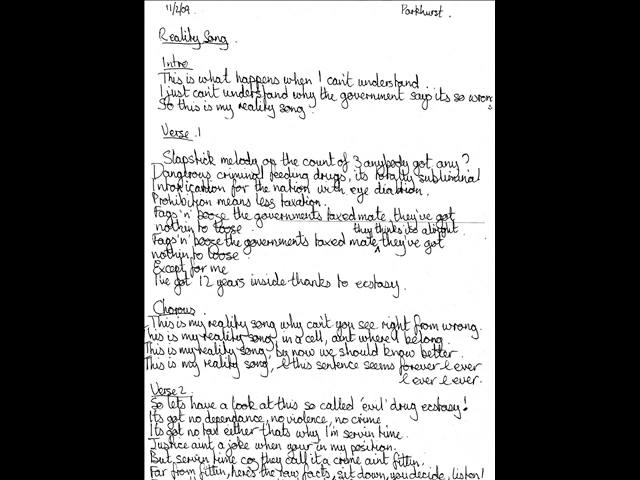 11/2/09. Parkhurst.
Reality Song.
Intro
This is what happens when I can't understand...
I just can't understand why the government says its so wrong
So this is my reality song.
Verse.1
Slapstick melody on the count of 3 anybody got any?
Dangerous criminal feeding drugs, its totally subliminal
Intoxication for the nation with eye dialation.
Prohibition means less taxation.
Fags 'n' boose the governments taxed mate, they've got
nothin to loose
they thinks its alright.
Fags 'n' boose the governments taxed mate ^ they've got
nothin to loose.
Except for me
I've got 12 years inside thanks to ecstasy.
Chorous
This is my reality song why can't you see right from wrong.
This is my reality song, in a cell, aint where I belong.
This is my reality song, by now we should know better.
This is my reality song, & this sentence seems forever & ever
& ever & ever.
Verse 2
So lets have a look at this so called 'evil' drug ecstasy!
Its got no dependance, no violence, no crime
Its got no tax either thats why I'm servin time.
Justice aint a joke when your in my position.
But servin time cos they call it a crime aint fittin.
Far from fittin, here's the raw facts, sit down, you decide, listen!